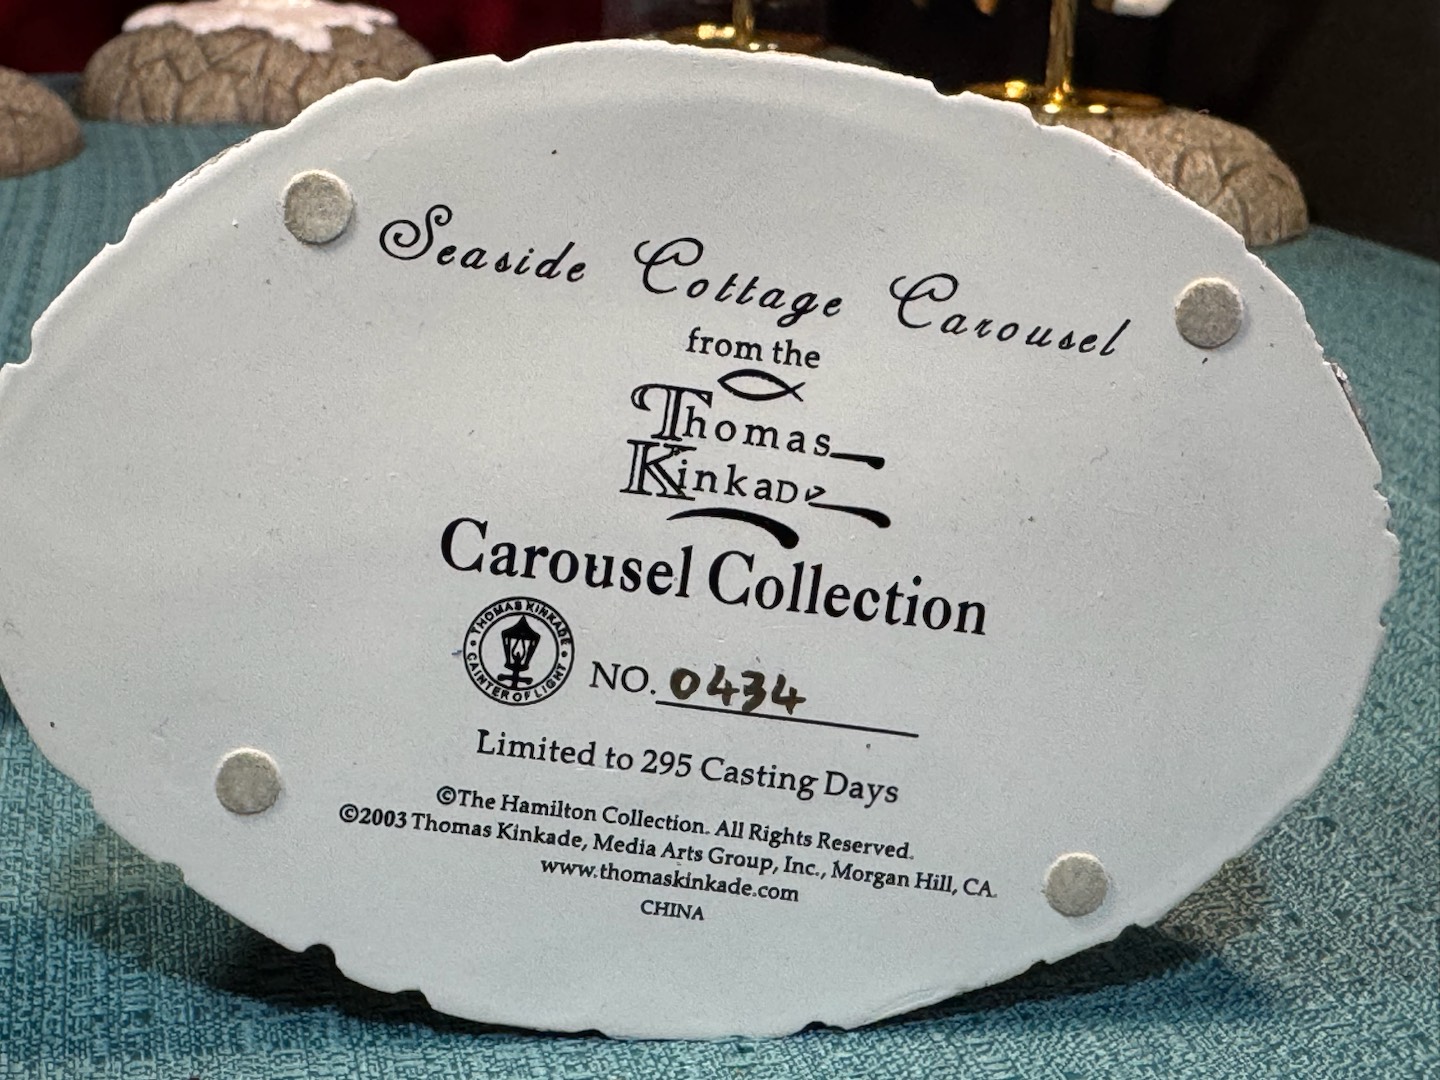 Seaside Cottage Carousel
from the
Thomas
Kinkade
Carousel Collection
THOMAS KINKADE
PAINTER OF LIGHT
NO. 0434
Limited to 295 Casting Days
©The Hamilton Collection. All Rights Reserved.
©2003 Thomas Kinkade, Media Arts Group, Inc., Morgan Hill, CA.
www.thomaskinkade.com
CHINA